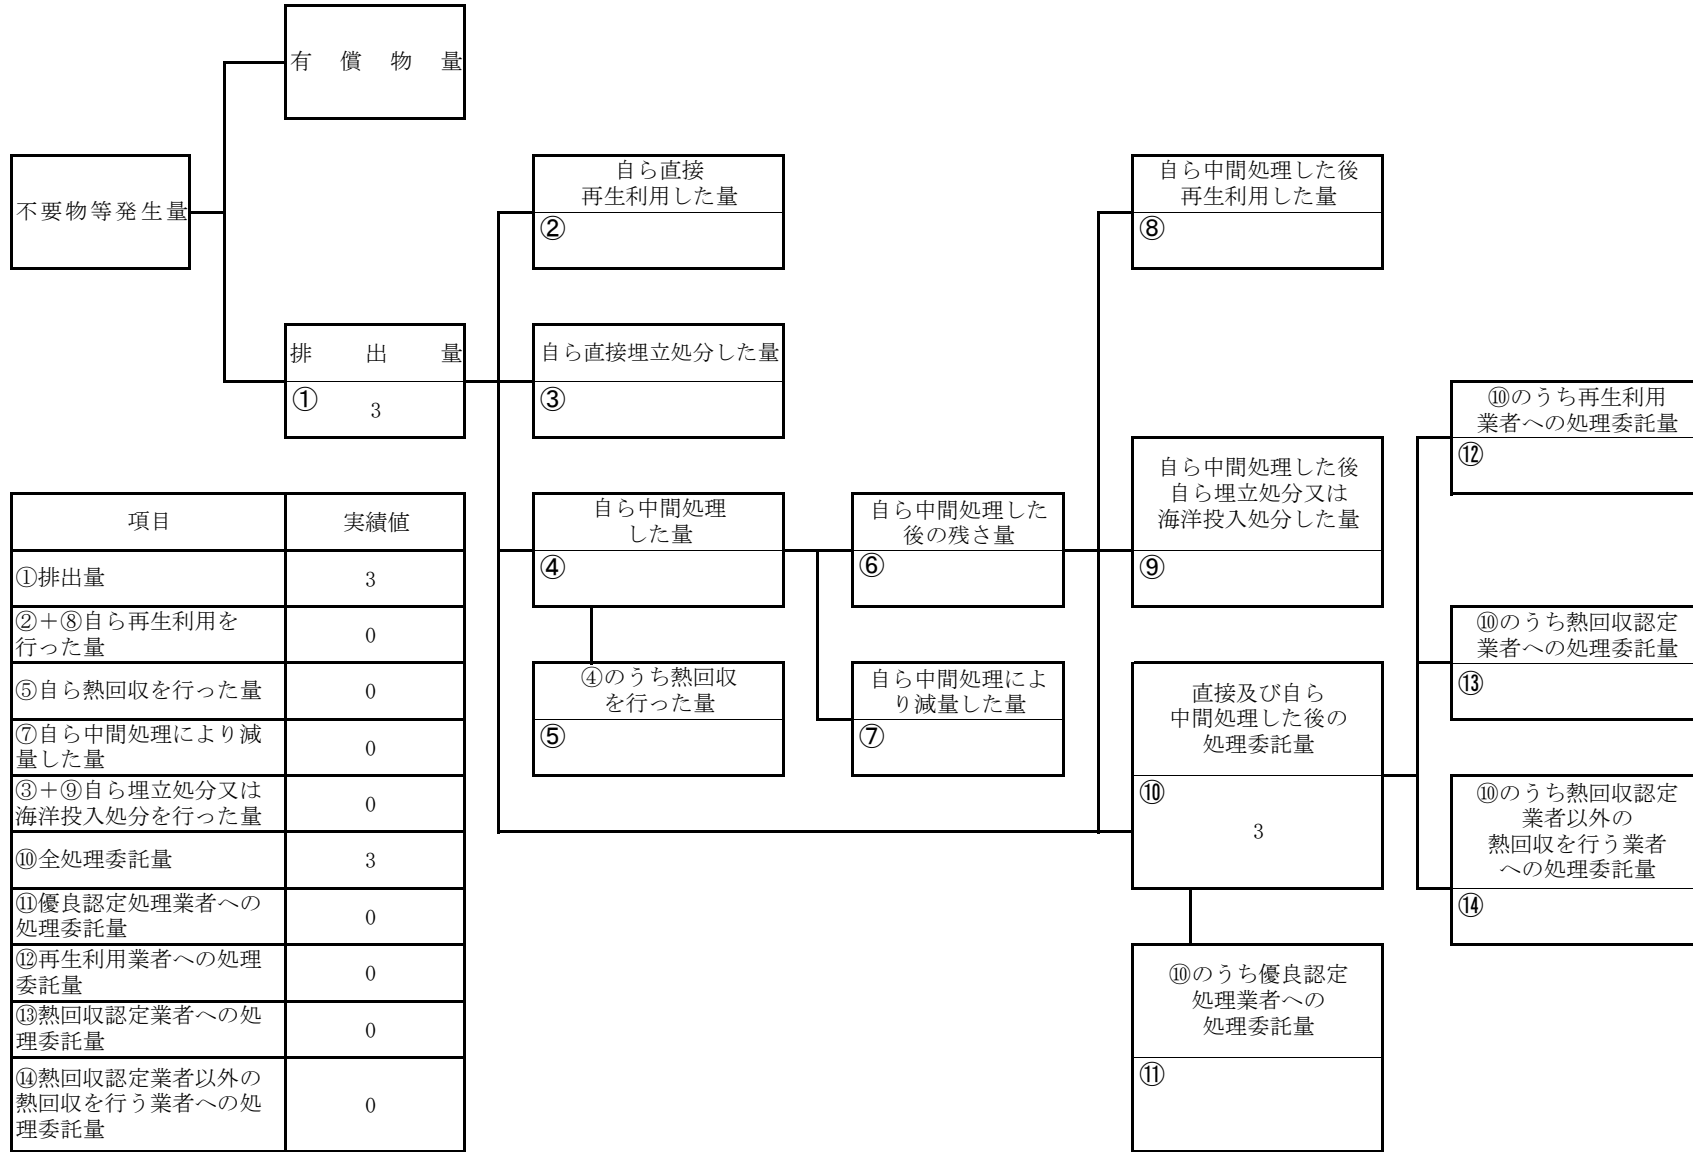 有償物量
不要物等発生量
排出量
① 3
自ら直接
再生利用した量
②
自ら直接埋立処分した量
③
自ら中間処理
した量
④
④のうち熱回収
を行った量
⑤
自ら中間処理した
後の残さ量
⑥
自ら中間処理によ
り減量した量
⑦
自ら中間処理した後
再生利用した量
⑧
自ら中間処理した後
自ら埋立処分又は
海洋投入処分した量
⑨
直接及び自ら
中間処理した後の
処理委託量
⑩
3
⑩のうち優良認定
処理業者への
処理委託量
⑪
⑩のうち再生利用
業者への処理委託量
⑫
⑩のうち熱回収認定
業者への処理委託量
⑬
⑩のうち熱回収認定
業者以外の
熱回収を行う業者
への処理委託量
⑭
項目 実績値
①排出量 3
②+⑧自ら再生利用を
行った量 0
⑤自ら熱回収を行った量 0
⑦自ら中間処理により減
量した量 0
③+⑨自ら埋立処分又は
海洋投入処分を行った量 0
⑩全処理委託量 3
⑪優良認定処理業者への
処理委託量 0
⑫再生利用業者への処理
委託量 0
⑬熱回収認定業者への処
理委託量 0
⑭熱回収認定業者以外の
熱回収を行う業者への処 0
理委託量